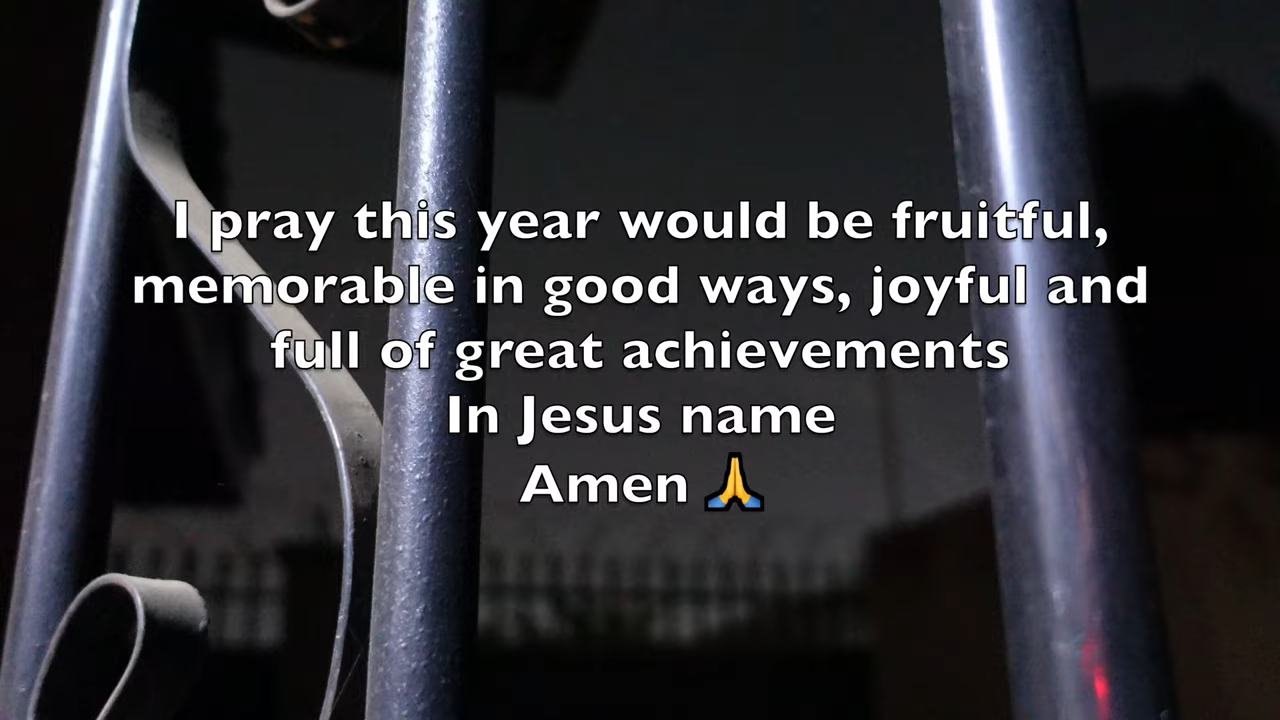 I pray this year would be fruitful,
memorable in good ways, joyful and
full of great achievements
In Jesus name
Amen 🙏